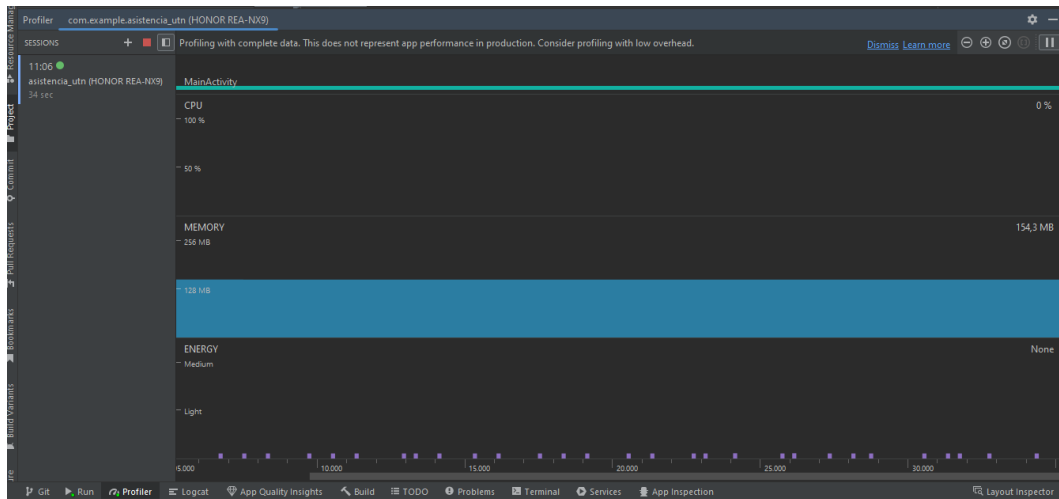 Profiler com.example.asistencia_utn (HONOR REA-NX9)
SESSIONS
Profiling with complete data. This does not represent app performance in production. Consider profiling with low overhead.
Dismiss Learn more
11:06
asistencia_utn (HONOR REA-NX9)
34 sec
MainActivity
CPU
0 %
100 %
50 %
MEMORY
154,3 MB
256 MB
128 MB
ENERGY
None
Medium
Light
5.000
10.000
15.000
20.000
25.000
30.000
Resource Manag
Project
Commit
Pull Requests
Bookmarks
Build Variants
Git
Run
Profiler
Logcat
App Quality Insights
Build
TODO
Problems
Terminal
Services
App Inspection
Layout Inspector